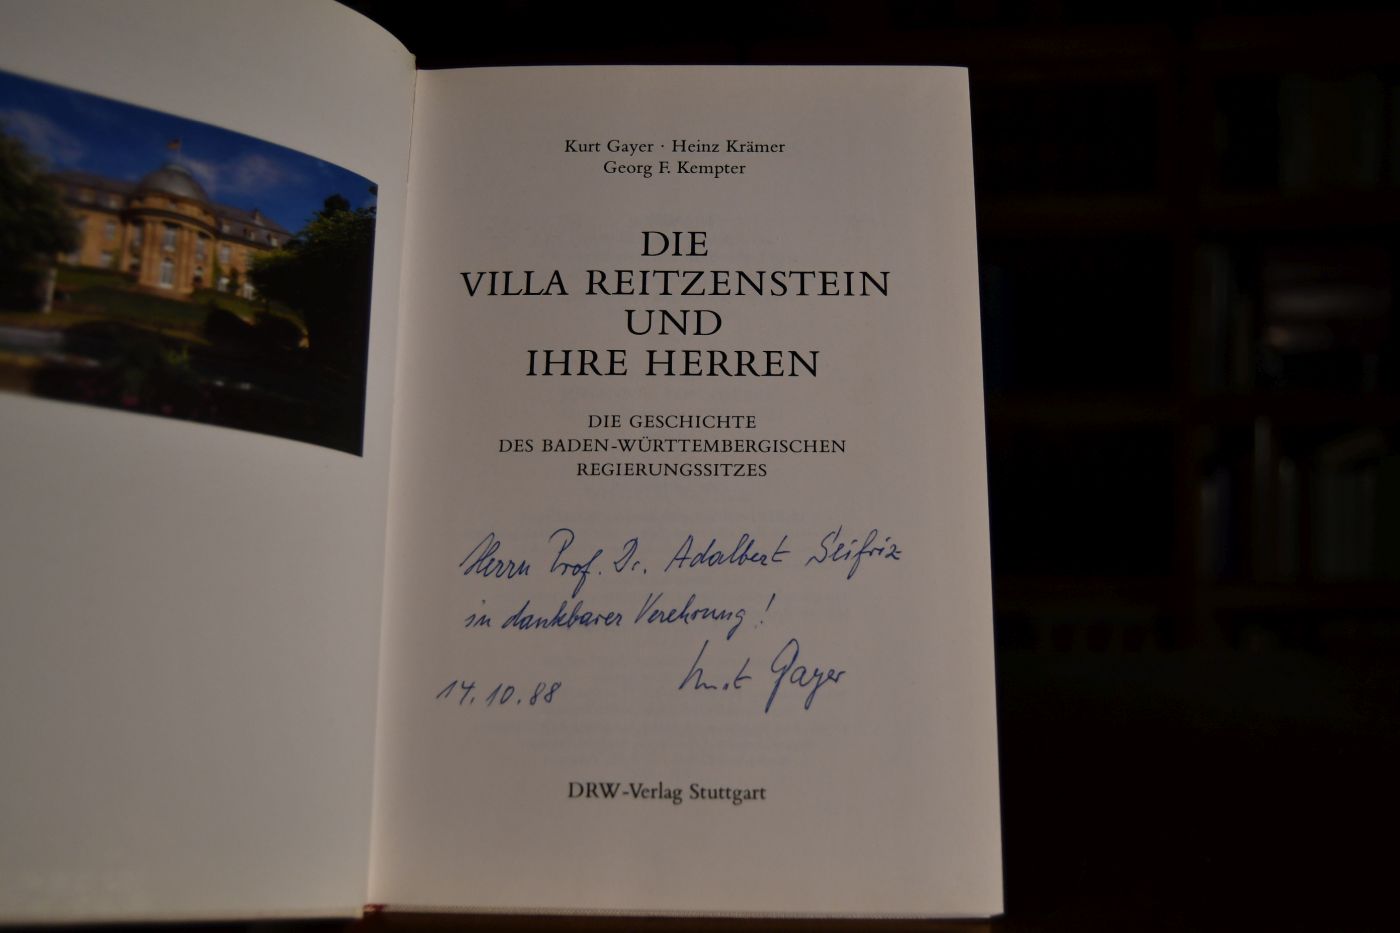 Kurt Gayer · Heinz Krämer
Georg F. Kempter
DIE
VILLA REITZENSTEIN
UND
IHRE HERREN
DIE GESCHICHTE
DES BADEN-WÜRTTEMBERGISCHEN
REGIERUNGSSITZES
Herrn Prof. Dr. Adalbert Seifriz
in dankbarer Verehrung!
Kurt Gayer
14.10.88
DRW-Verlag Stuttgart